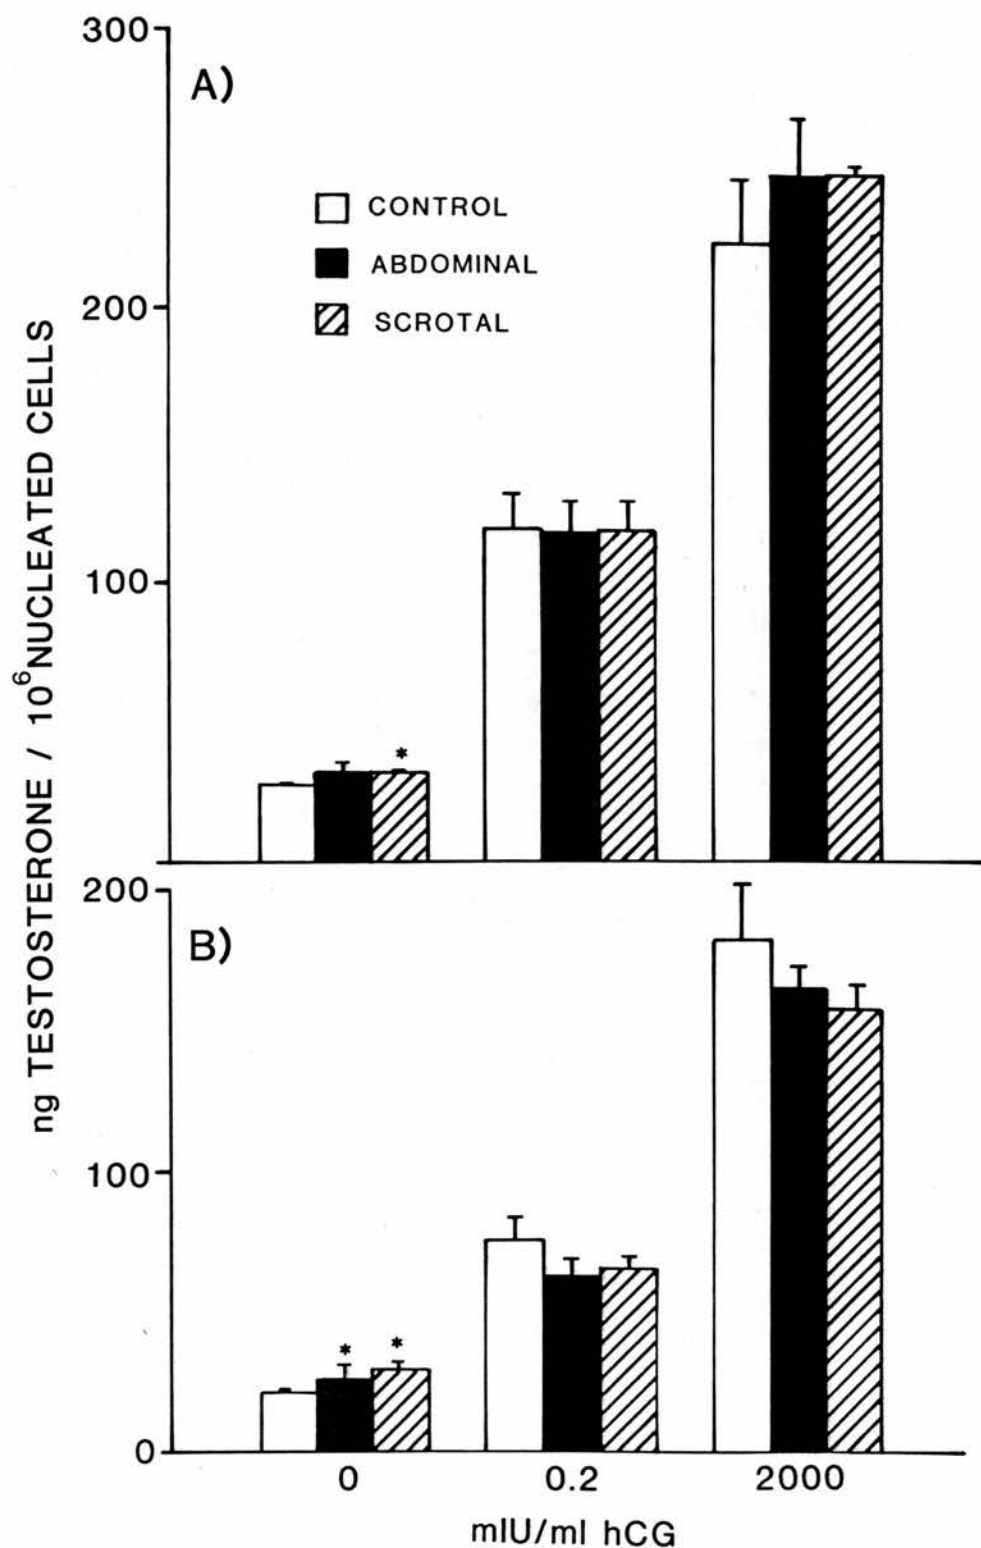 300
A)
CONTROL
ABDOMINAL
SCROTAL
200
100
*
ng TESTOSTERONE / 10⁶NUCLEATED CELLS
200
B)
100
* *
0
0 0.2 2000
mIU/ml hCG